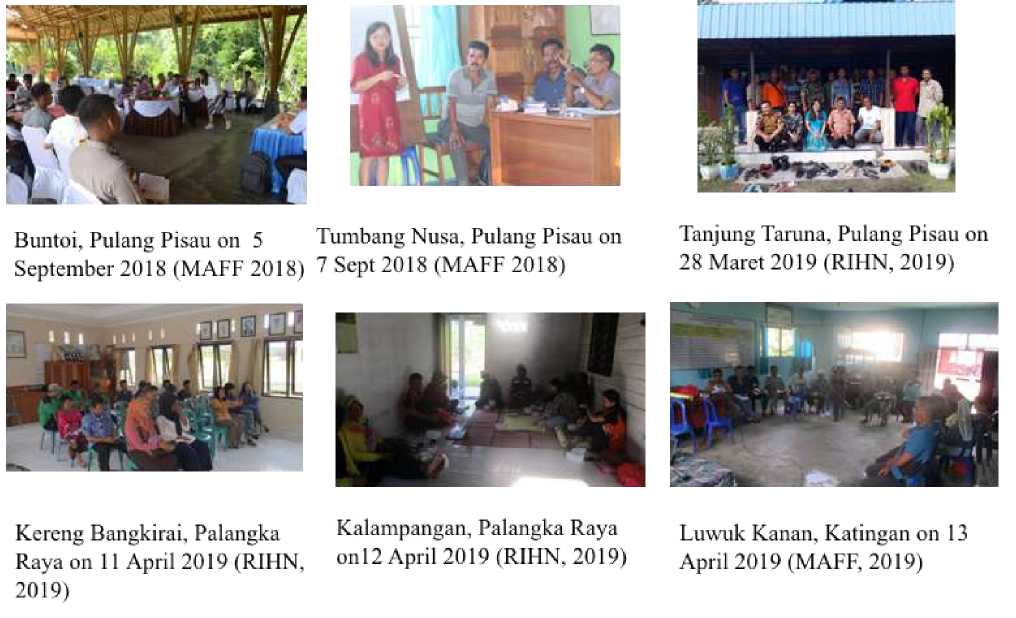 Buntoi, Pulang Pisau on 5
September 2018 (MAFF 2018)
Tumbang Nusa, Pulang Pisau on
7 Sept 2018 (MAFF 2018)
Tanjung Taruna, Pulang Pisau on
28 Maret 2019 (RIHN, 2019)
Kereng Bangkirai, Palangka
Raya on 11 April 2019 (RIHN,
2019)
Kalampangan, Palangka Raya
on12 April 2019 (RIHN, 2019)
Luwuk Kanan, Katingan on 13
April 2019 (MAFF, 2019)